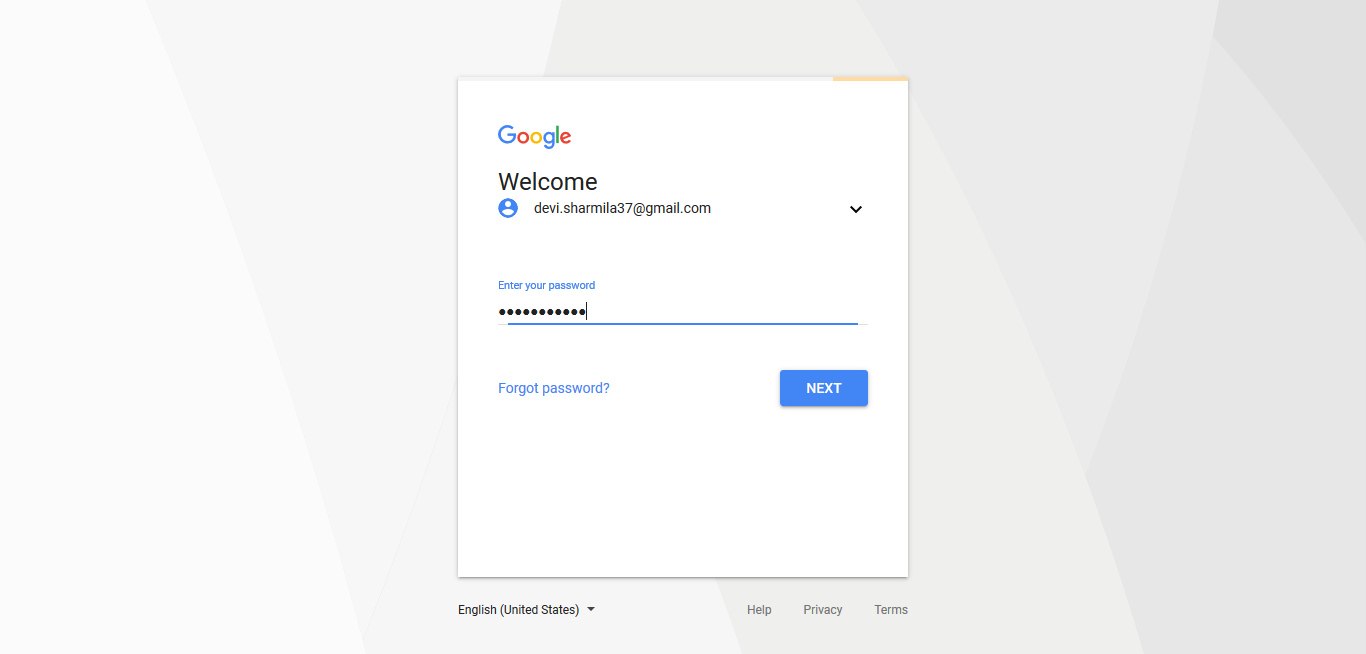 Google
Welcome
devi.sharmila37@gmail.com
Enter your password
•••••••••••
Forgot password?
NEXT
English (United States)
Help Privacy Terms